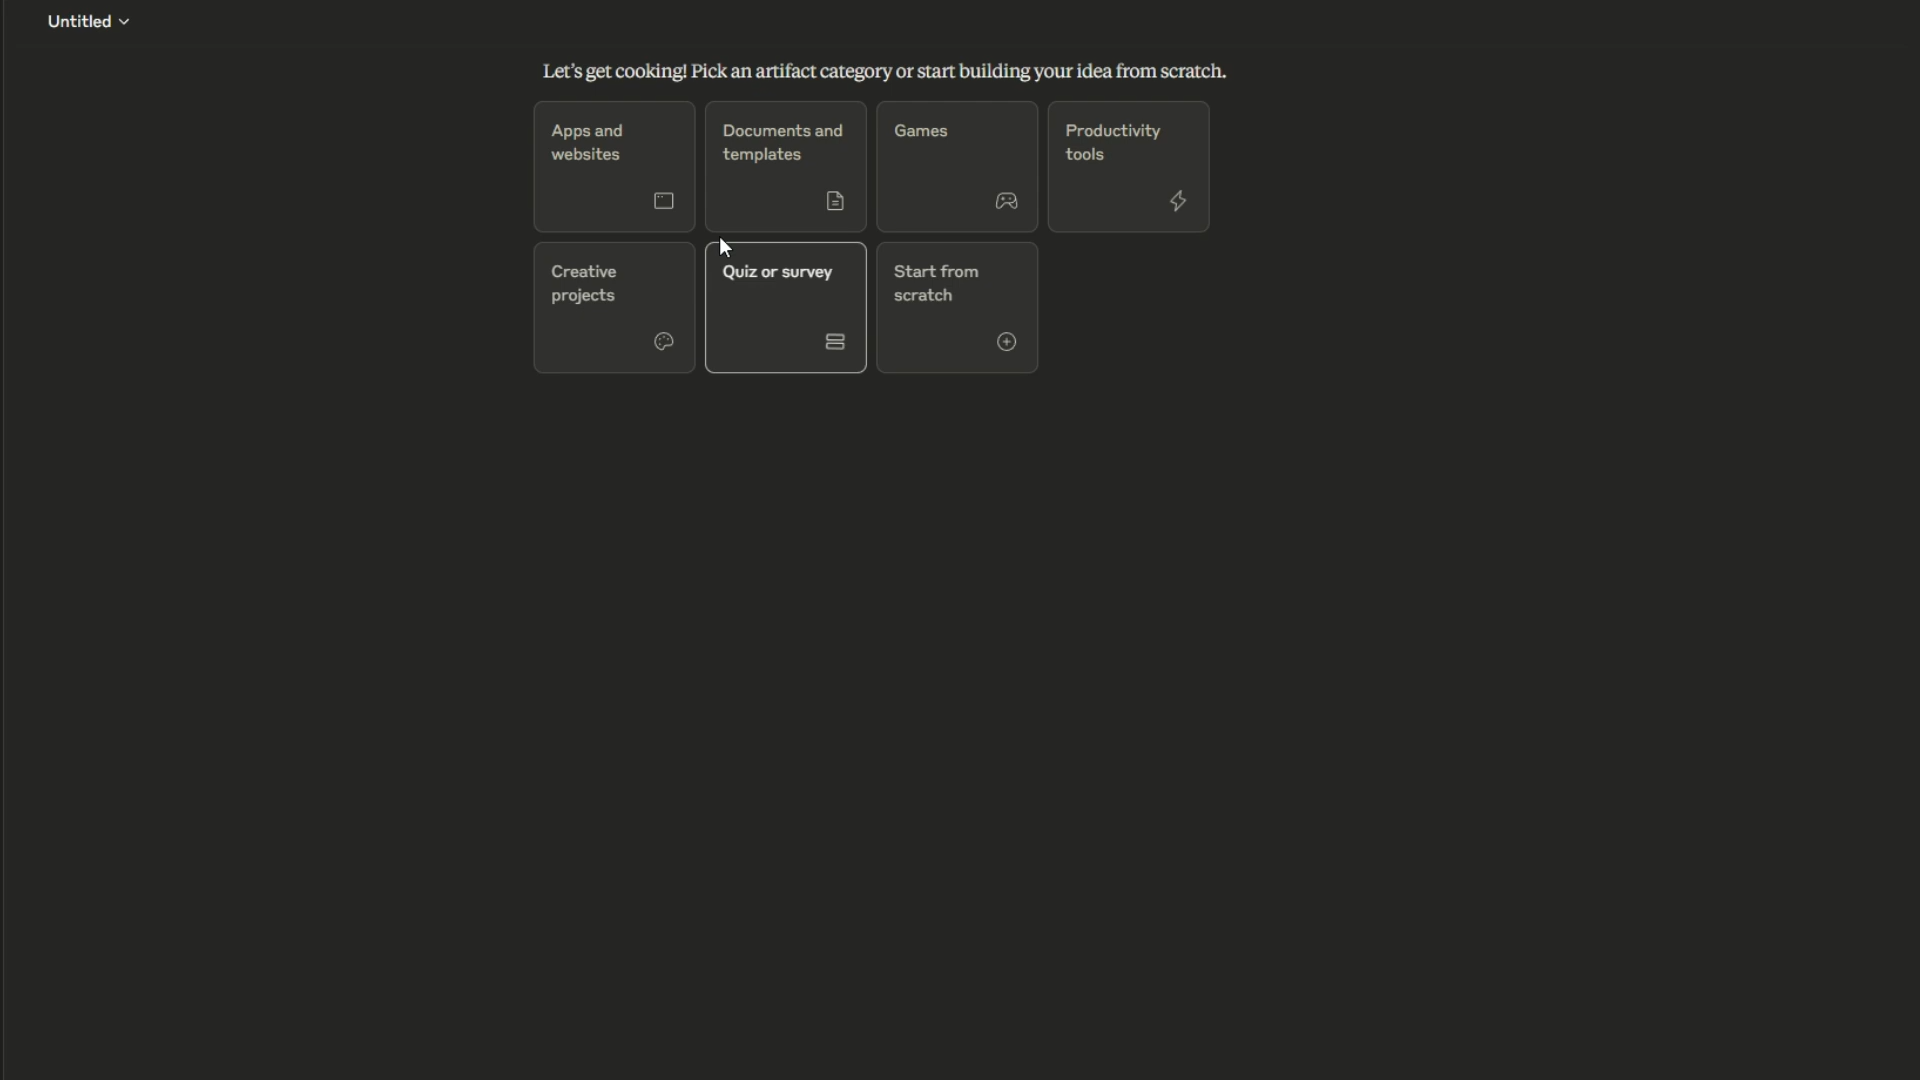 Untitled
Let's get cooking! Pick an artifact category or start building your idea from scratch.
Apps and
websites
Documents and
templates
Games
Productivity
tools
Creative
projects
Quiz or survey
Start from
scratch